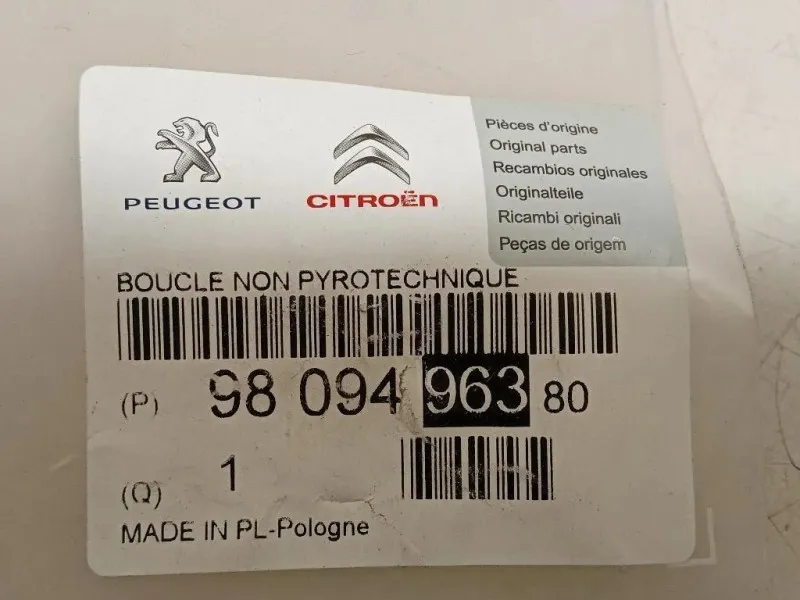 PEUGEOT
CITROËN
Pièces d'origine
Original parts
Recambios originales
Originalteile
Ricambi originali
Peças de origem
BOUCLE NON PYROTECHNIQUE
(P) 98 094 963 80
(Q) 1
MADE IN PL-Pologne